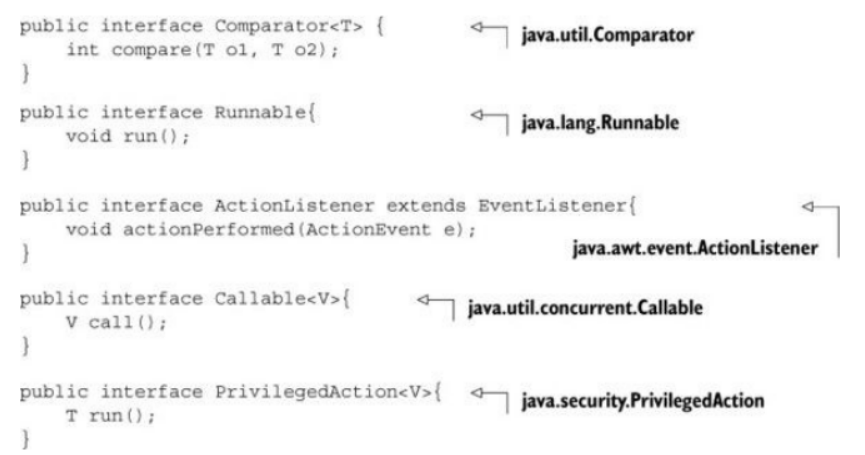 public interface Comparator<T> { java.util.Comparator
int compare(T o1, T o2);
}
public interface Runnable{ java.lang.Runnable
void run();
}
public interface ActionListener extends EventListener{
void actionPerformed(ActionEvent e);
} java.awt.event.ActionListener
public interface Callable<V>{ java.util.concurrent.Callable
V call();
}
public interface PrivilegedAction<V>{ java.security.PrivilegedAction
T run();
}